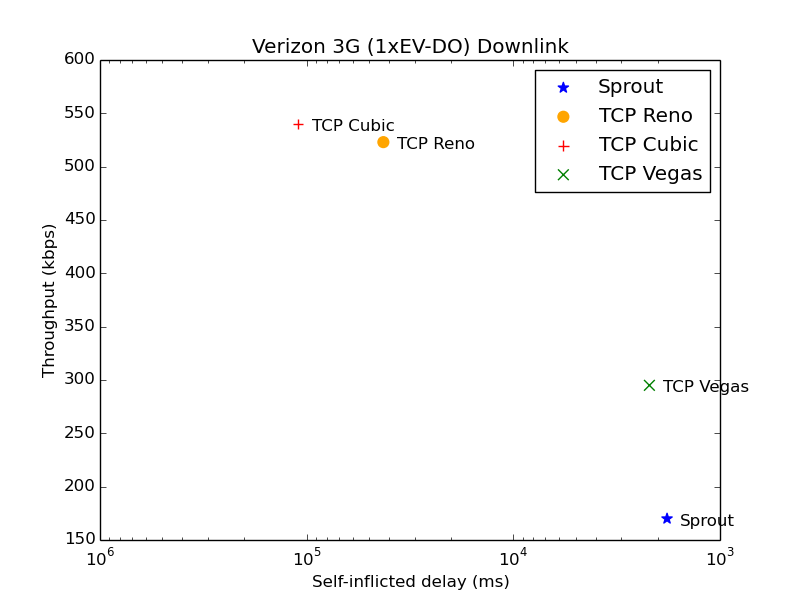 Verizon 3G (1xEV-DO) Downlink
600
550
500
450
400
350
300
250
200
150
Throughput (kbps)
TCP Cubic
TCP Reno
TCP Vegas
Sprout
Sprout
TCP Reno
TCP Cubic
TCP Vegas
10⁶
10⁵
10⁴
10³
Self-inflicted delay (ms)